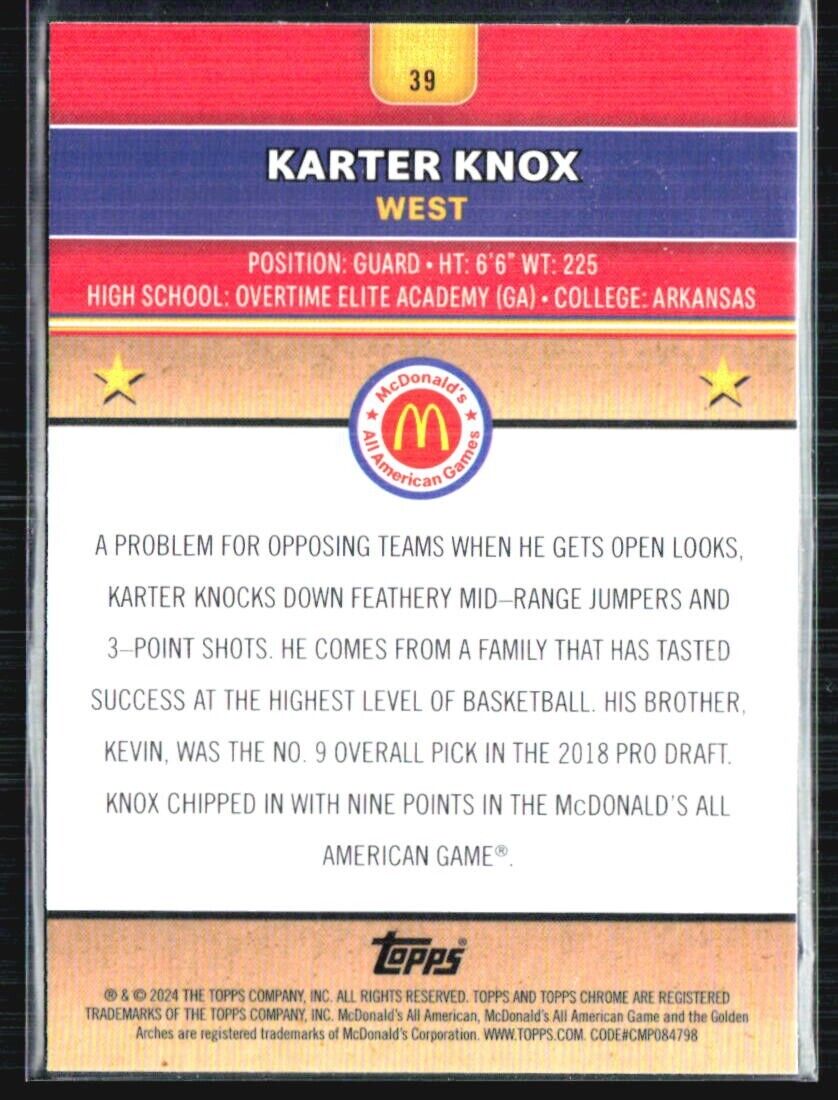 39
KARTER KNOX
WEST
POSITION: GUARD • HT: 6'6" WT: 225
HIGH SCHOOL: OVERTIME ELITE ACADEMY (GA) • COLLEGE: ARKANSAS
McDonald's
All American Games
A PROBLEM FOR OPPOSING TEAMS WHEN HE GETS OPEN LOOKS,
KARTER KNOCKS DOWN FEATHERY MID–RANGE JUMPERS AND
3–POINT SHOTS. HE COMES FROM A FAMILY THAT HAS TASTED
SUCCESS AT THE HIGHEST LEVEL OF BASKETBALL. HIS BROTHER,
KEVIN, WAS THE NO. 9 OVERALL PICK IN THE 2018 PRO DRAFT.
KNOX CHIPPED IN WITH NINE POINTS IN THE McDONALD'S ALL
AMERICAN GAME®.
topps®
® & © 2024 THE TOPPS COMPANY, INC. ALL RIGHTS RESERVED. TOPPS AND TOPPS CHROME ARE REGISTERED
TRADEMARKS OF THE TOPPS COMPANY, INC. McDonald's All American, McDonald's All American Game and the Golden
Arches are registered trademarks of McDonald's Corporation. WWW.TOPPS.COM. CODE#CMP084798